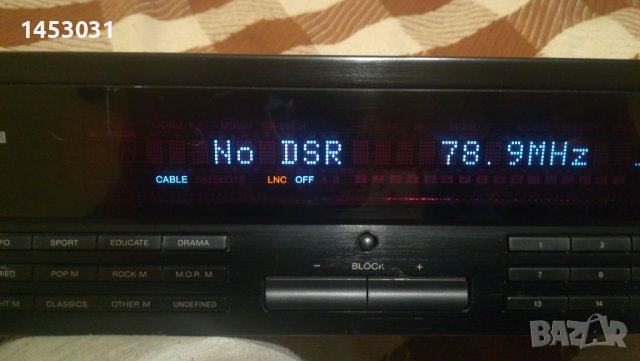 1453031
No DSR 78.9MHz
CABLE LNC OFF
SPORT EDUCATE DRAMA
POP M ROCK M M.O.R. M
CLASSICS OTHER M UNDEFINED
− BLOCK +
1 2
7 8
13 14
BAZAR